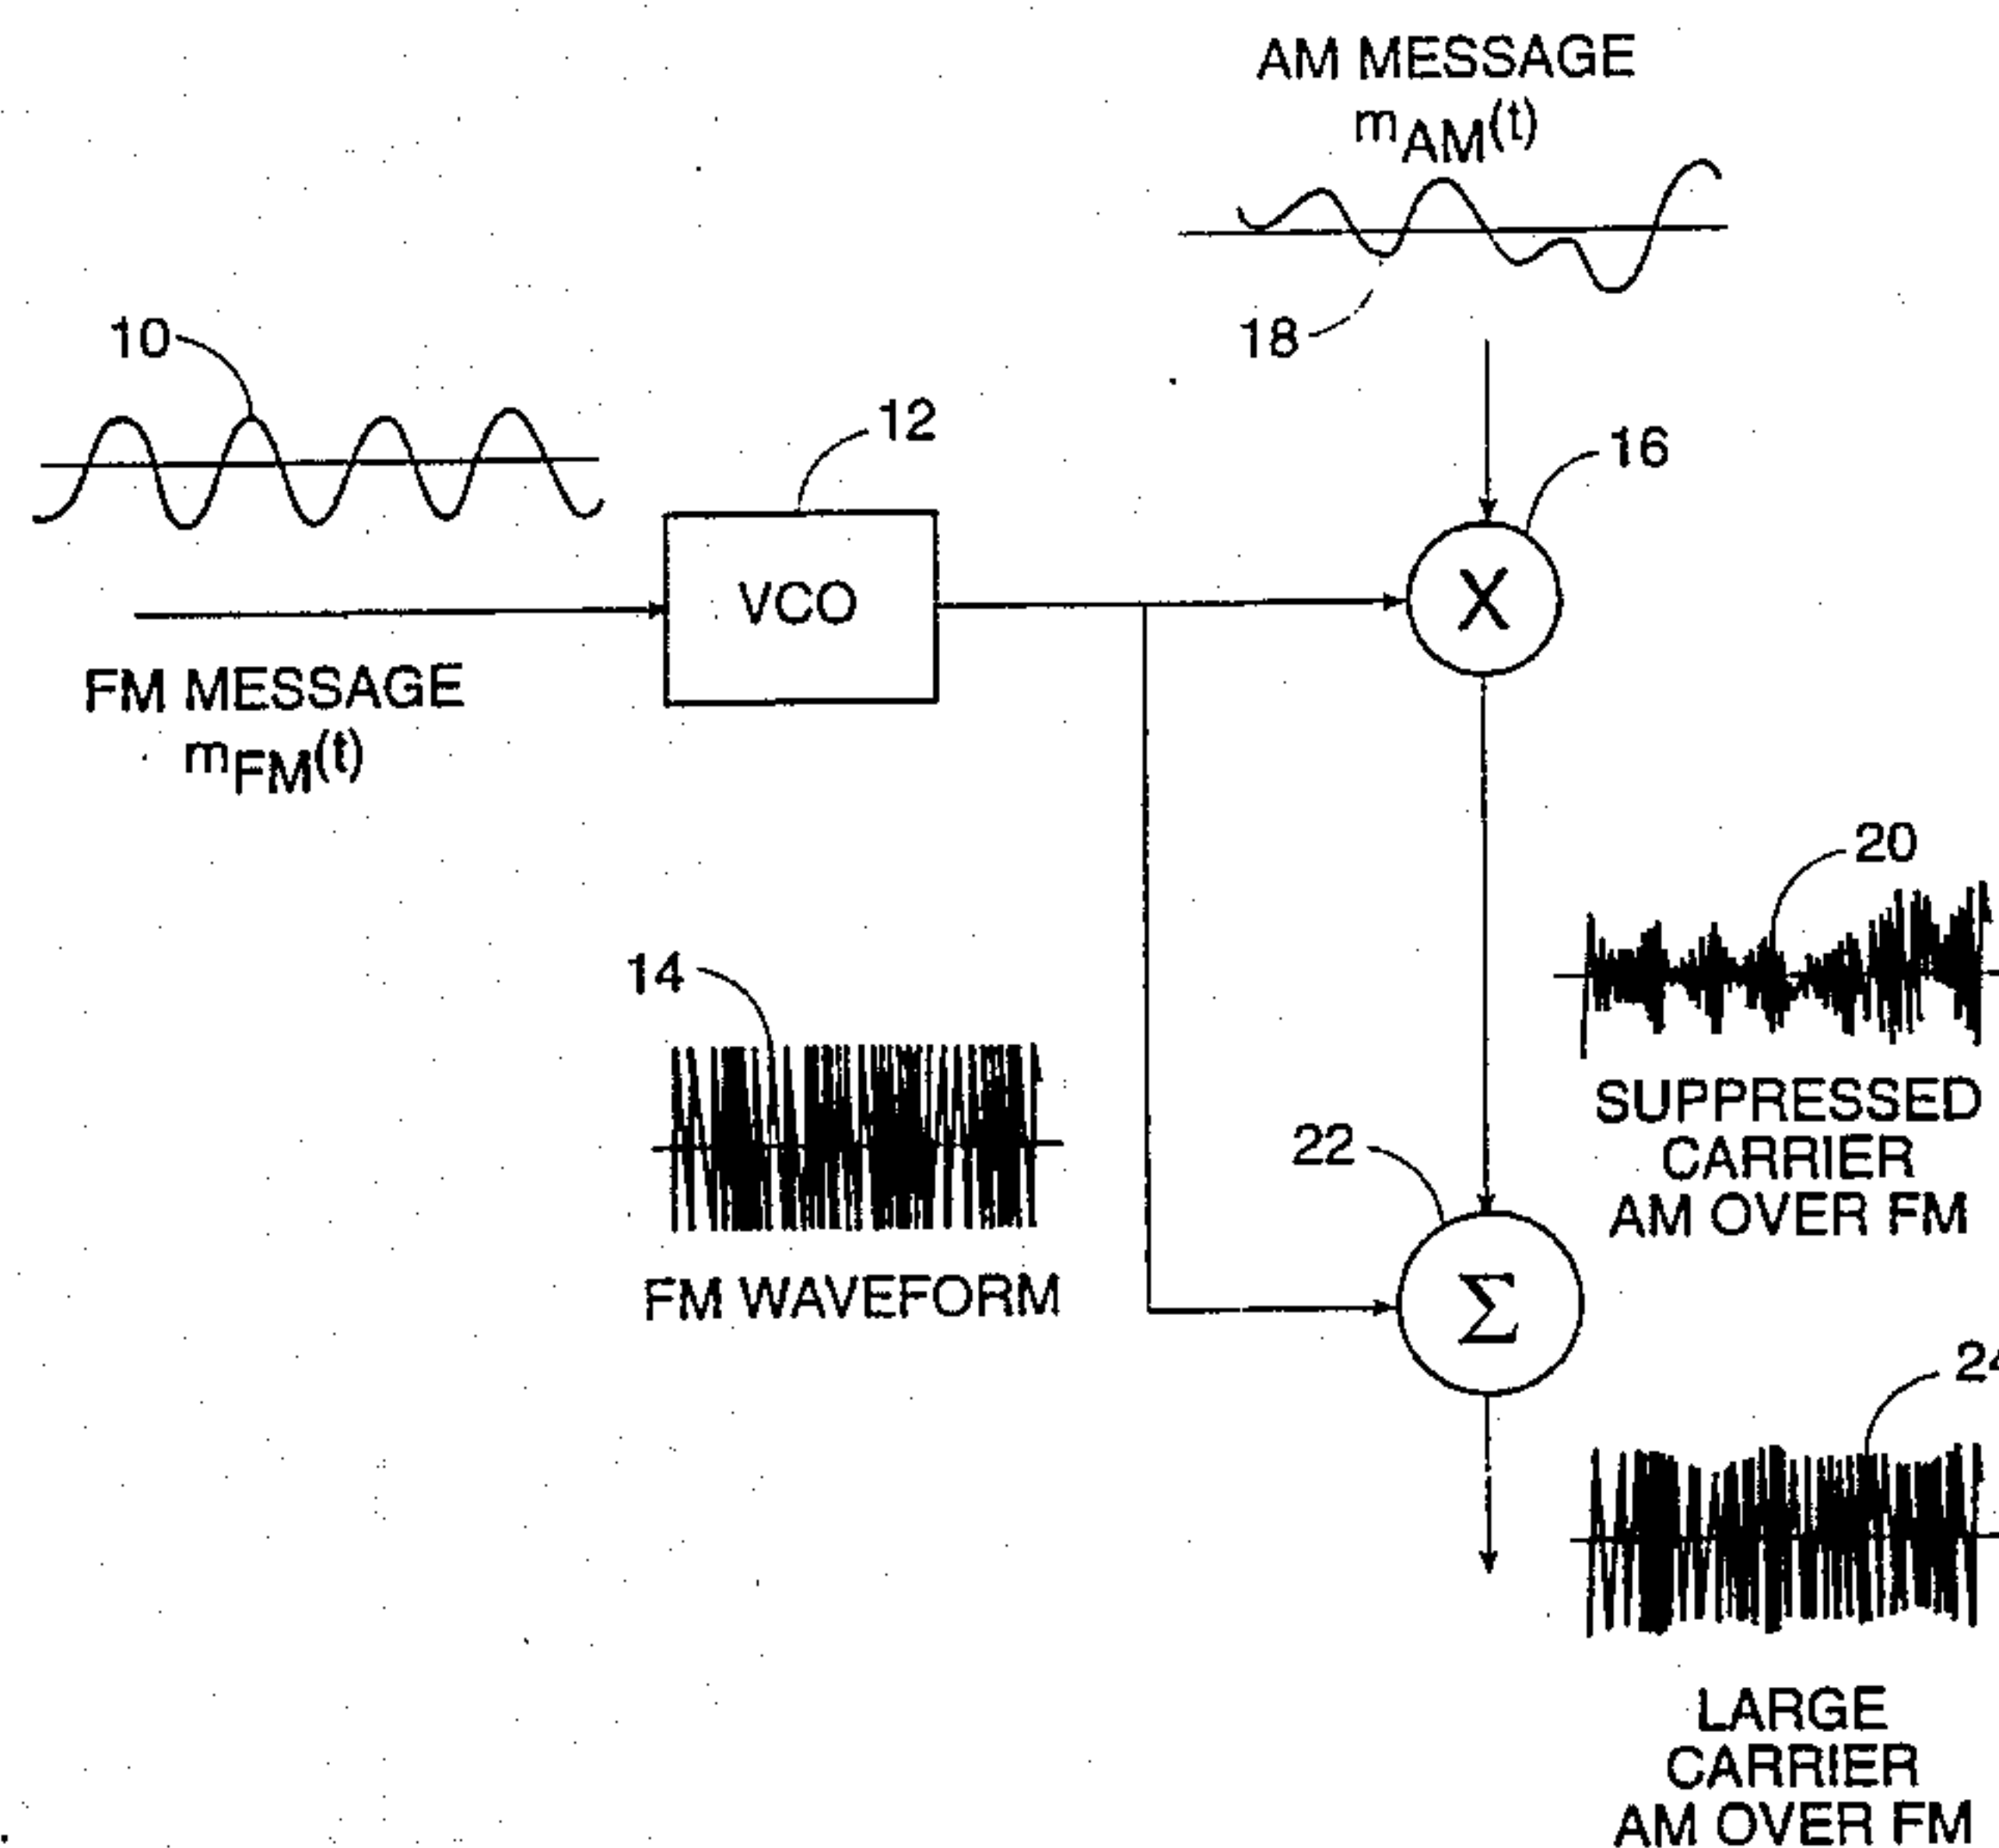 AM MESSAGE
mAM(t)
18
10
12
16
VCO
X
FM MESSAGE
mFM(t)
20
14
SUPPRESSED
CARRIER
AM OVER FM
22
FM WAVEFORM
Σ
24
LARGE
CARRIER
AM OVER FM